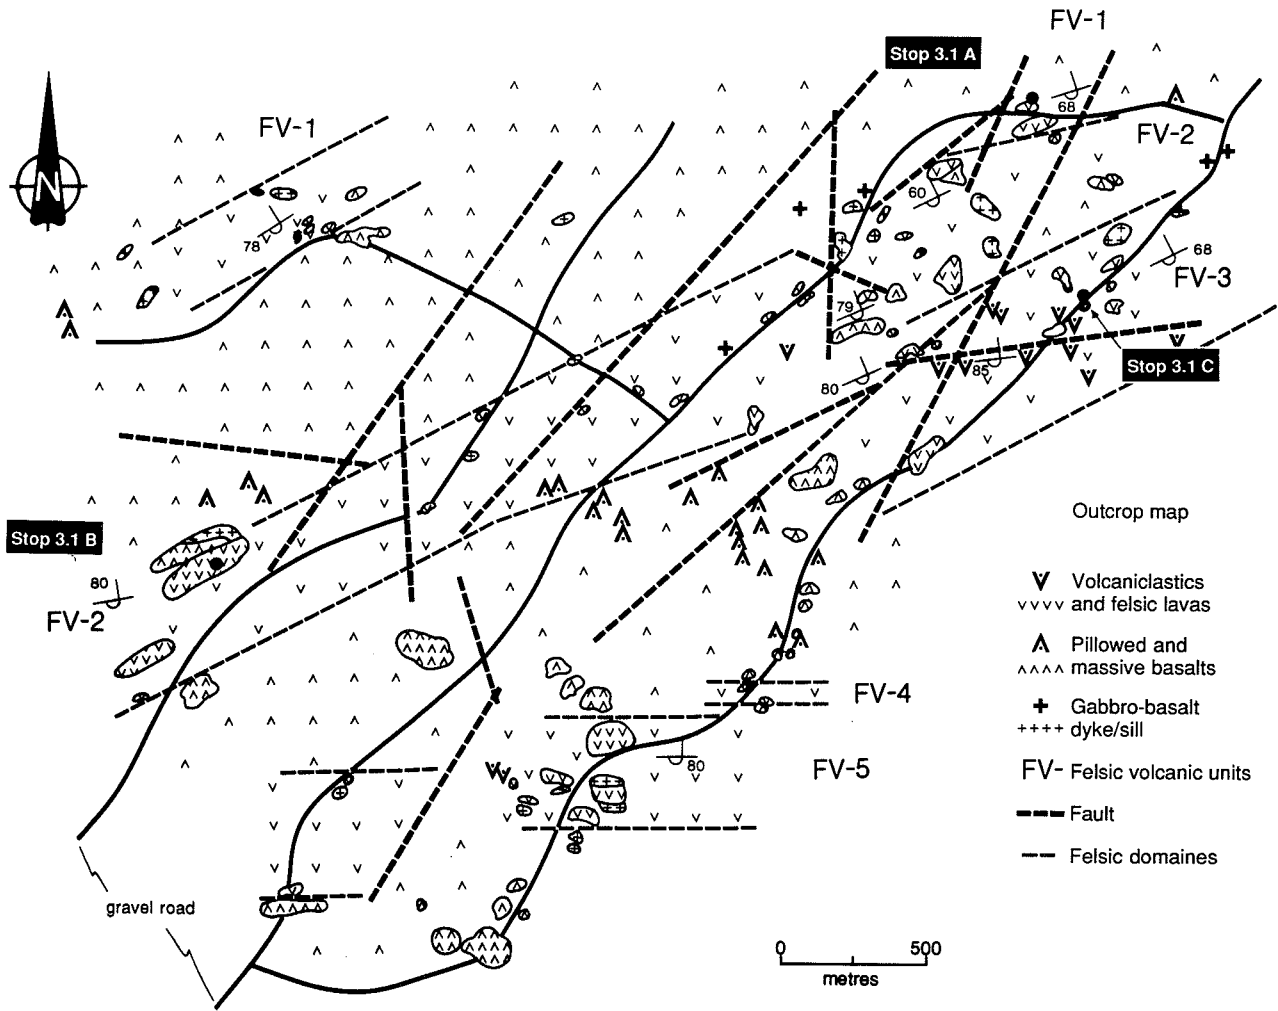 FV-1
Stop 3.1 A
68
FV-1
FV-2
N
78
60
68
FV-3
79
80
85
Stop 3.1 C
Stop 3.1 B
80
FV-2
FV-4
80
FV-5
Outcrop map
Volcaniclastics
and felsic lavas
Pillowed and
massive basalts
Gabbro-basalt
dyke/sill
FV- Felsic volcanic units
Fault
Felsic domaines
gravel road
0 500
metres